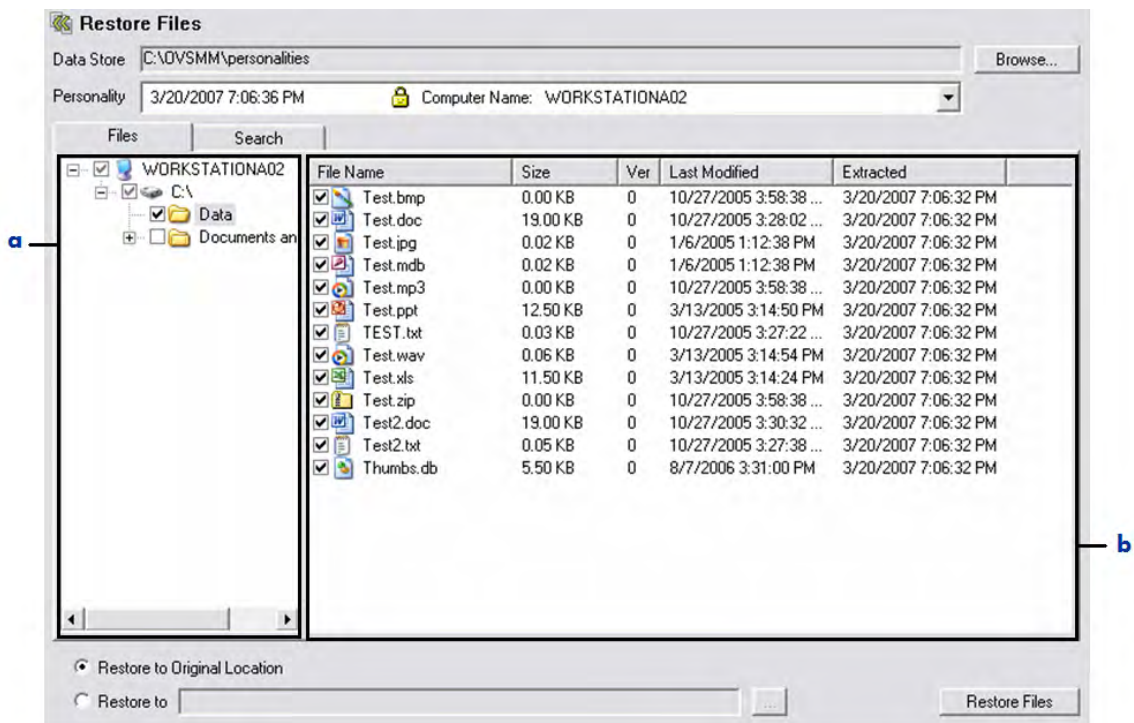 Restore Files
Data Store C:\OVSMM\personalities Browse...
Personality 3/20/2007 7:06:36 PM Computer Name: WORKSTATIONA02
Files Search
WORKSTATIONA02
C:\
Data
Documents an
File Name Size Ver Last Modified Extracted
Test.bmp 0.00 KB 0 10/27/2005 3:58:38 ... 3/20/2007 7:06:32 PM
Test.doc 19.00 KB 0 10/27/2005 3:28:02 ... 3/20/2007 7:06:32 PM
Test.jpg 0.02 KB 0 1/6/2005 1:12:38 PM 3/20/2007 7:06:32 PM
Test.mdb 0.02 KB 0 1/6/2005 1:12:38 PM 3/20/2007 7:06:32 PM
Test.mp3 0.00 KB 0 10/27/2005 3:58:38 ... 3/20/2007 7:06:32 PM
Test.ppt 12.50 KB 0 3/13/2005 3:14:50 PM 3/20/2007 7:06:32 PM
TEST.txt 0.03 KB 0 10/27/2005 3:27:22 ... 3/20/2007 7:06:32 PM
Test.wav 0.06 KB 0 3/13/2005 3:14:54 PM 3/20/2007 7:06:32 PM
Test.xls 11.50 KB 0 3/13/2005 3:14:24 PM 3/20/2007 7:06:32 PM
Test.zip 0.00 KB 0 10/27/2005 3:58:38 ... 3/20/2007 7:06:32 PM
Test2.doc 19.00 KB 0 10/27/2005 3:30:32 ... 3/20/2007 7:06:32 PM
Test2.txt 0.05 KB 0 10/27/2005 3:27:38 ... 3/20/2007 7:06:32 PM
Thumbs.db 5.50 KB 0 8/7/2006 3:31:00 PM 3/20/2007 7:06:32 PM
a
b
Restore to Original Location
Restore to ... Restore Files